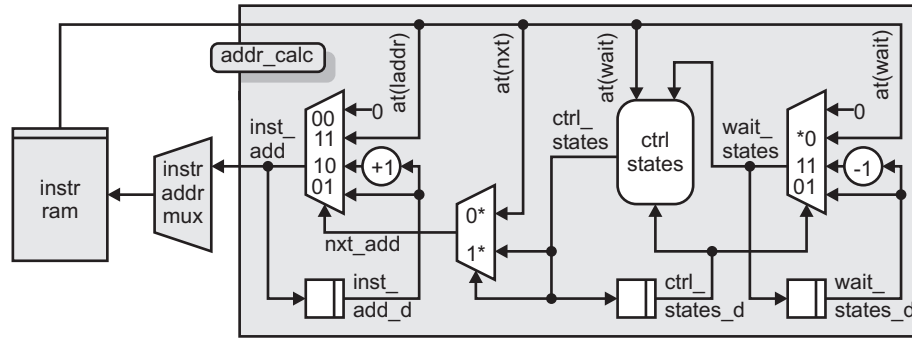 addr_calc
at(laddr)
at(nxt)
at(wait)
at(wait)
instr
ram
instr
addr
mux
inst_
add
00
11
10
01
0
+1
nxt_add
inst_
add_d
0*
1*
ctrl_
states
ctrl
states
ctrl_
states_d
wait_
states
*0
11
01
0
-1
wait_
states_d